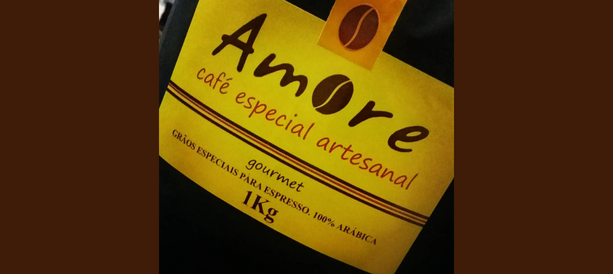 Amore
café especial artesanal
gourmet
GRÃOS ESPECIAIS PARA ESPRESSO. 100% ARÁBICA
1Kg